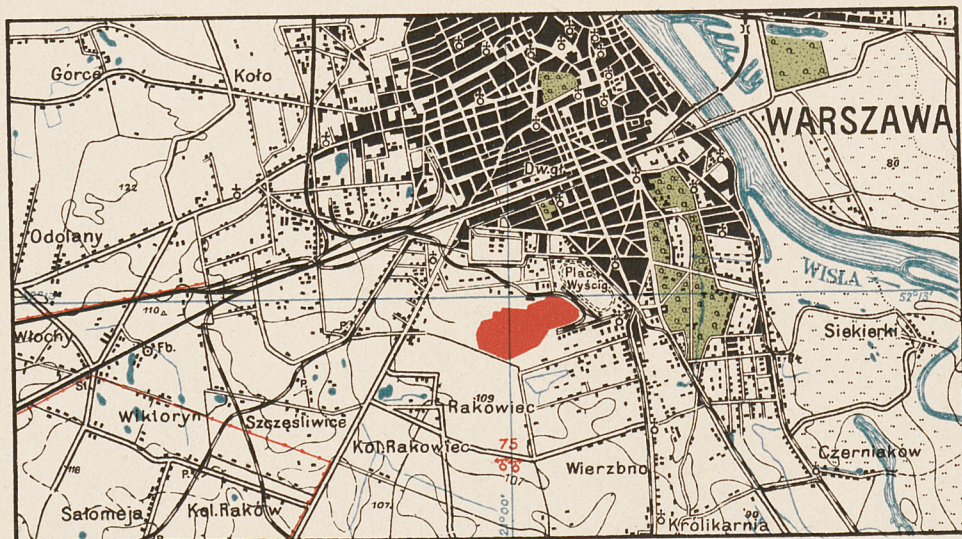 Górce
Koło
WARSZAWA
80
Dw.gł.
122
Odolany
WISŁA
Plac
Wyścig.
52°13'
110
Siekierki
Włochy
Fb.
P.
St.
P.
Wiktoryn
Szczęśliwice
109
Rakowiec
Kol.Rakowiec
75
107
Wierzbno
Czerniaków
118
P.
Salomeja
Kol.Raków
107
Królikarnia
90